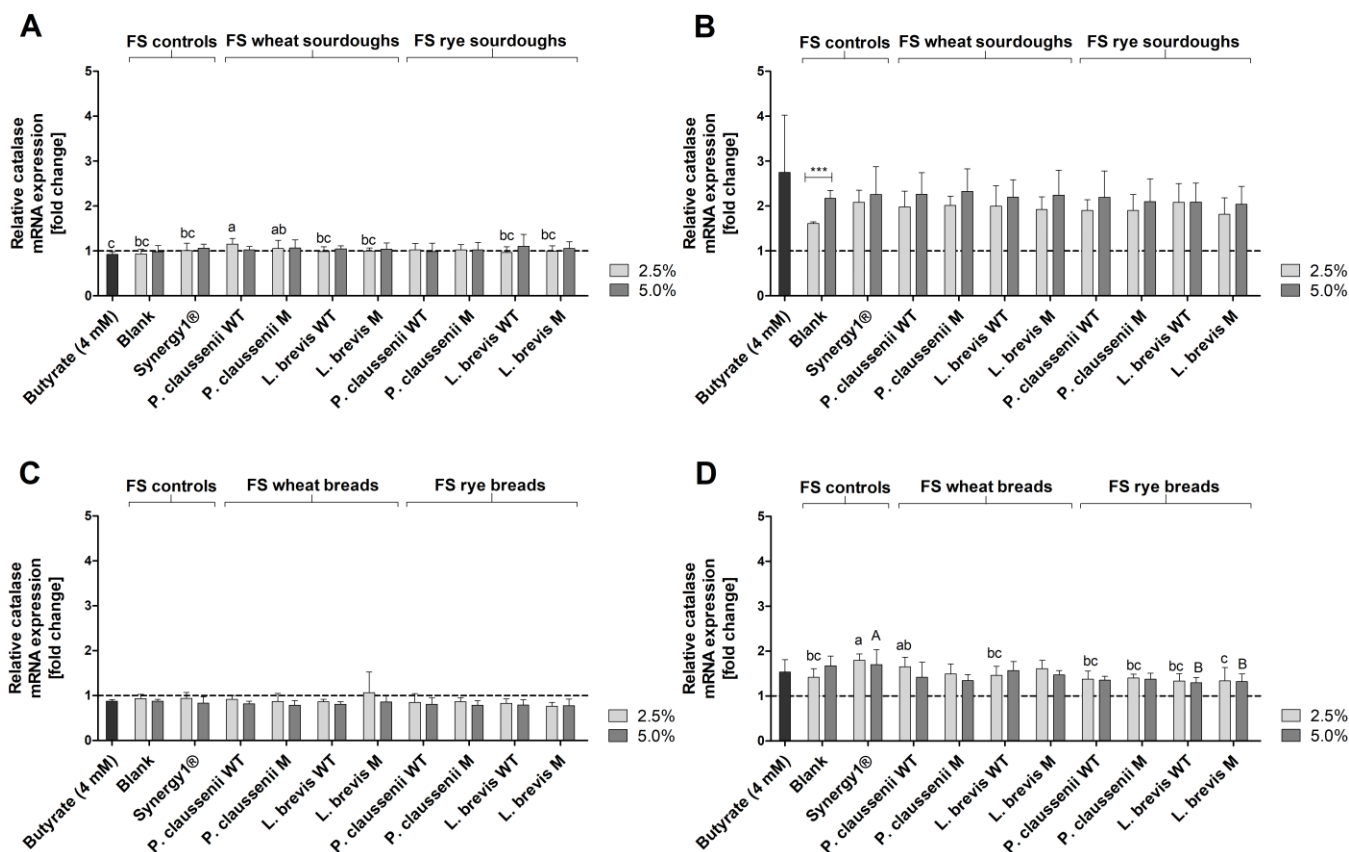 A
FS controls FS wheat sourdoughs FS rye sourdoughs
Relative catalase
mRNA expression
[fold change]
5
4
3
2
1
0
c bc a ab bc bc bc bc
2.5%
5.0%
Butyrate (4 mM)
Blank
Synergy1®
P. claussenii WT
P. claussenii M
L. brevis WT
L. brevis M
P. claussenii WT
P. claussenii M
L. brevis WT
L. brevis M
B
FS controls FS wheat sourdoughs FS rye sourdoughs
Relative catalase
mRNA expression
[fold change]
5
4
3
2
1
0
***
2.5%
5.0%
Butyrate (4 mM)
Blank
Synergy1®
P. claussenii WT
P. claussenii M
L. brevis WT
L. brevis M
P. claussenii WT
P. claussenii M
L. brevis WT
L. brevis M
C
FS controls FS wheat breads FS rye breads
Relative catalase
mRNA expression
[fold change]
5
4
3
2
1
0
2.5%
5.0%
Butyrate (4 mM)
Blank
Synergy1®
P. claussenii WT
P. claussenii M
L. brevis WT
L. brevis M
P. claussenii WT
P. claussenii M
L. brevis WT
L. brevis M
D
FS controls FS wheat breads FS rye breads
Relative catalase
mRNA expression
[fold change]
5
4
3
2
1
0
bc a A ab bc bc bc bc B c B
2.5%
5.0%
Butyrate (4 mM)
Blank
Synergy1®
P. claussenii WT
P. claussenii M
L. brevis WT
L. brevis M
P. claussenii WT
P. claussenii M
L. brevis WT
L. brevis M